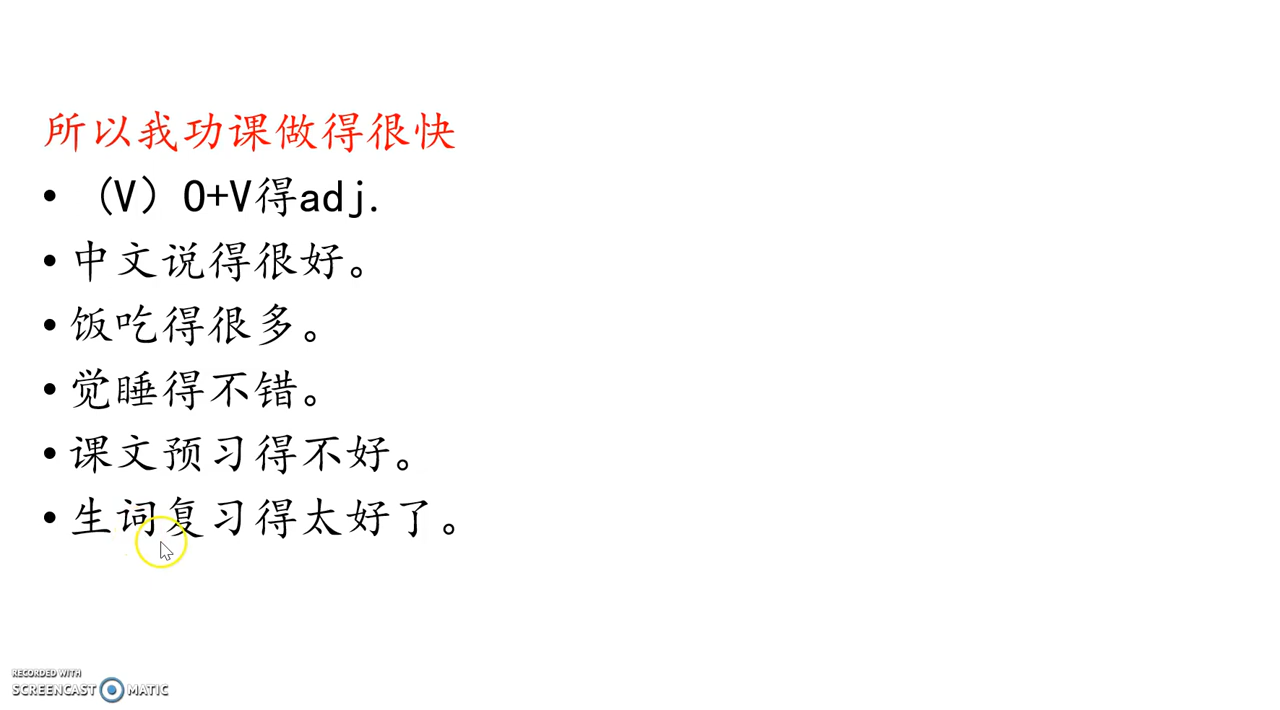 所以我功课做得很快
• （V）O+V得adj.
• 中文说得很好。
• 饭吃得很多。
• 觉睡得不错。
• 课文预习得不好。
• 生词复习得太好了。
RECORDED WITH
SCREENCAST MATIC